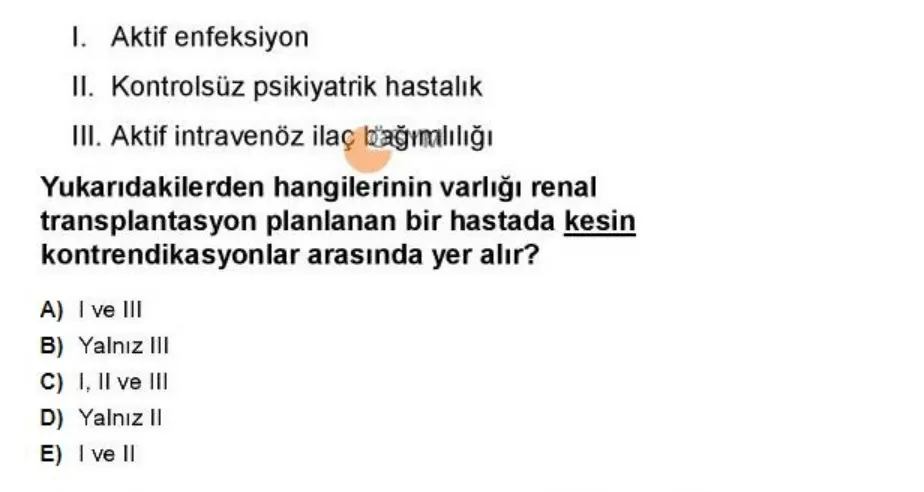 I. Aktif enfeksiyon
II. Kontrolsüz psikiyatrik hastalık
III. Aktif intravenöz ilaç bağımlılığı
Yukarıdakilerden hangilerinin varlığı renal
transplantasyon planlanan bir hastada kesin
kontrendikasyonlar arasında yer alır?
A) I ve III
B) Yalnız III
C) I, II ve III
D) Yalnız II
E) I ve II